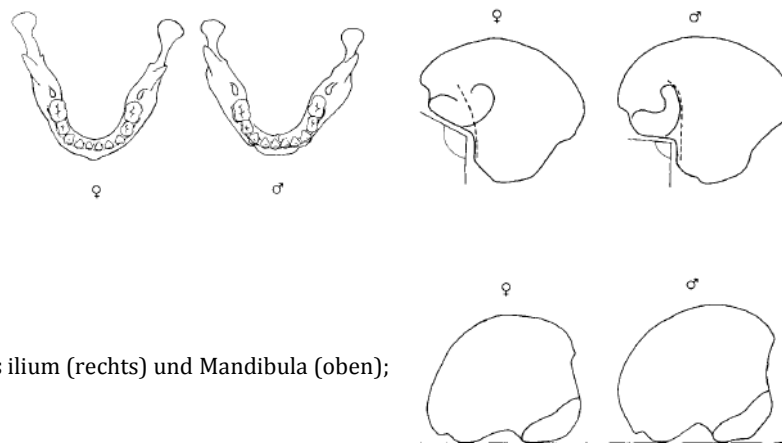 ♀ ♂
♀ ♂
♀ ♂
ilium (rechts) und Mandibula (oben);